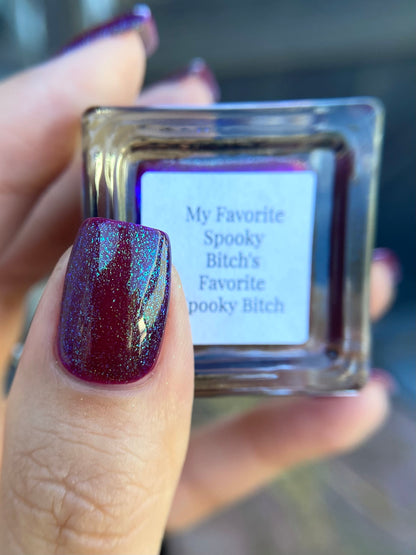 My Favorite
Spooky
Bitch's
Favorite
pooky Bitch